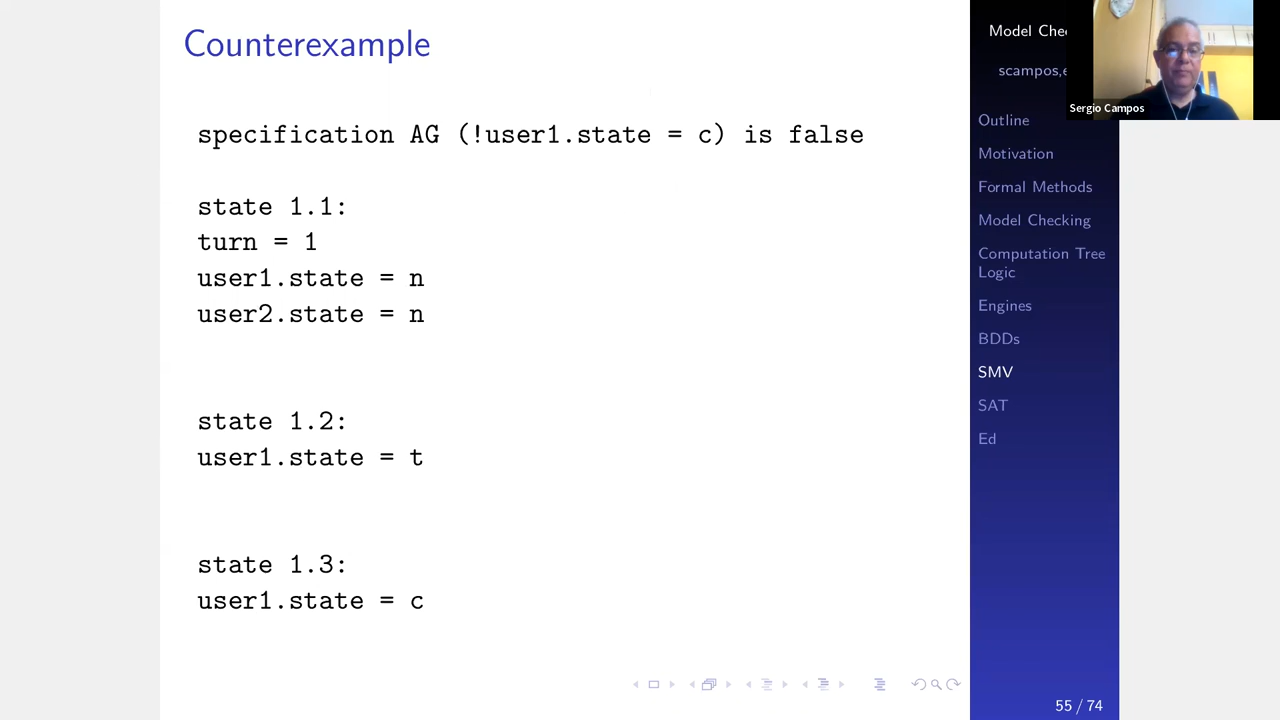 Counterexample
specification AG (!user1.state = c) is false
state 1.1:
turn = 1
user1.state = n
user2.state = n
state 1.2:
user1.state = t
state 1.3:
user1.state = c
Model
scampos,
Sergio Campos
Outline
Motivation
Formal Methods
Model Checking
Computation Tree
Logic
Engines
BDDs
SMV
SAT
Ed
55 / 74